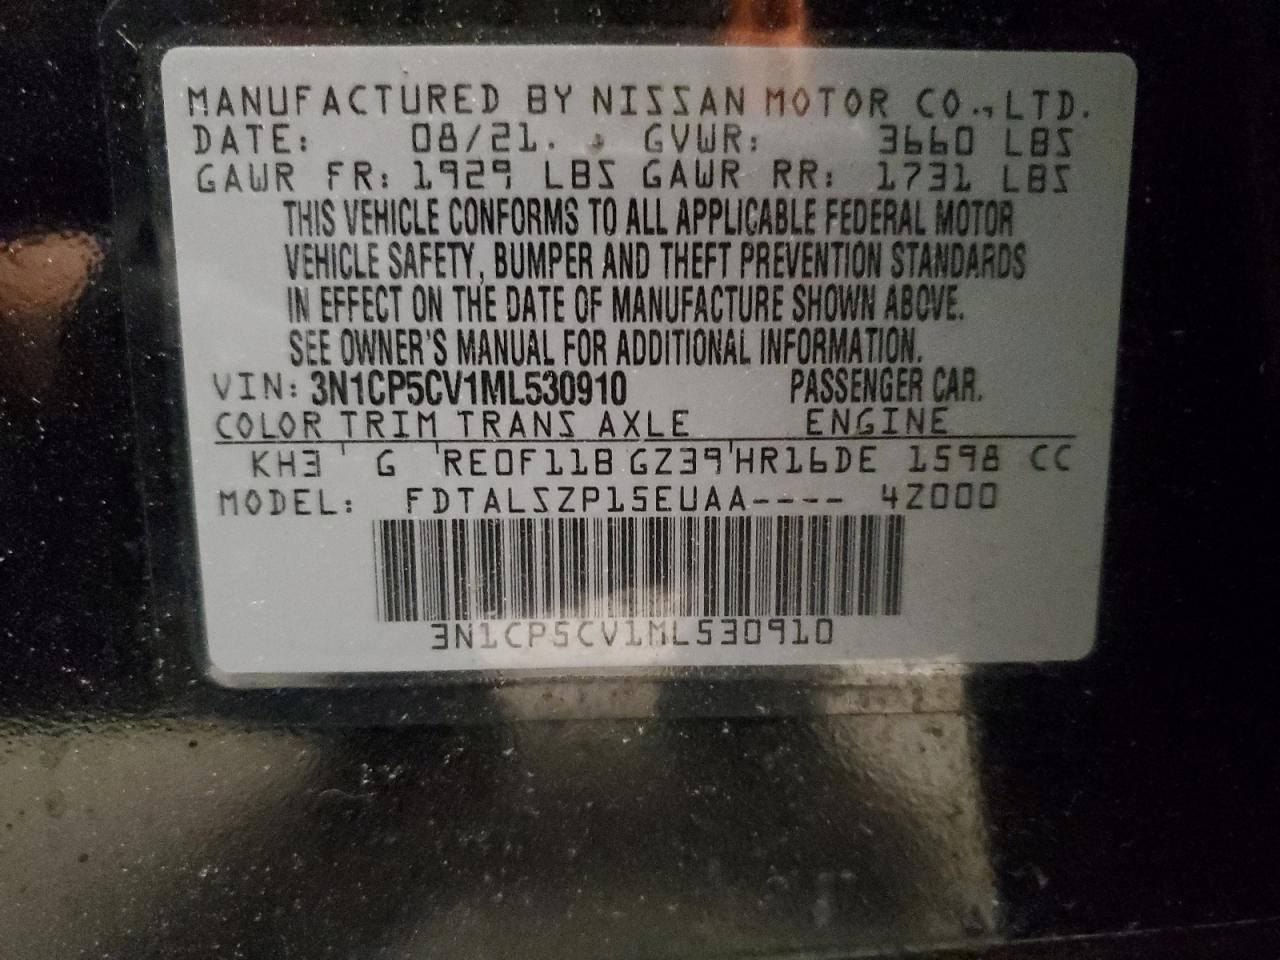 MANUFACTURED BY NISSAN MOTOR CO., LTD.
DATE: 08/21. GVWR: 3660 LBS
GAWR FR: 1929 LBS GAWR RR: 1731 LBS
THIS VEHICLE CONFORMS TO ALL APPLICABLE FEDERAL MOTOR
VEHICLE SAFETY, BUMPER AND THEFT PREVENTION STANDARDS
IN EFFECT ON THE DATE OF MANUFACTURE SHOWN ABOVE.
SEE OWNER'S MANUAL FOR ADDITIONAL INFORMATION.
VIN: 3N1CP5CV1ML530910 PASSENGER CAR.
COLOR TRIM TRANS AXLE ENGINE
KH3 ' G 'RE0F11B GZ39'HR16DE 1598 CC
MODEL: FDTALSZP15EUAA---- 4Z000
3N1CP5CV1ML530910